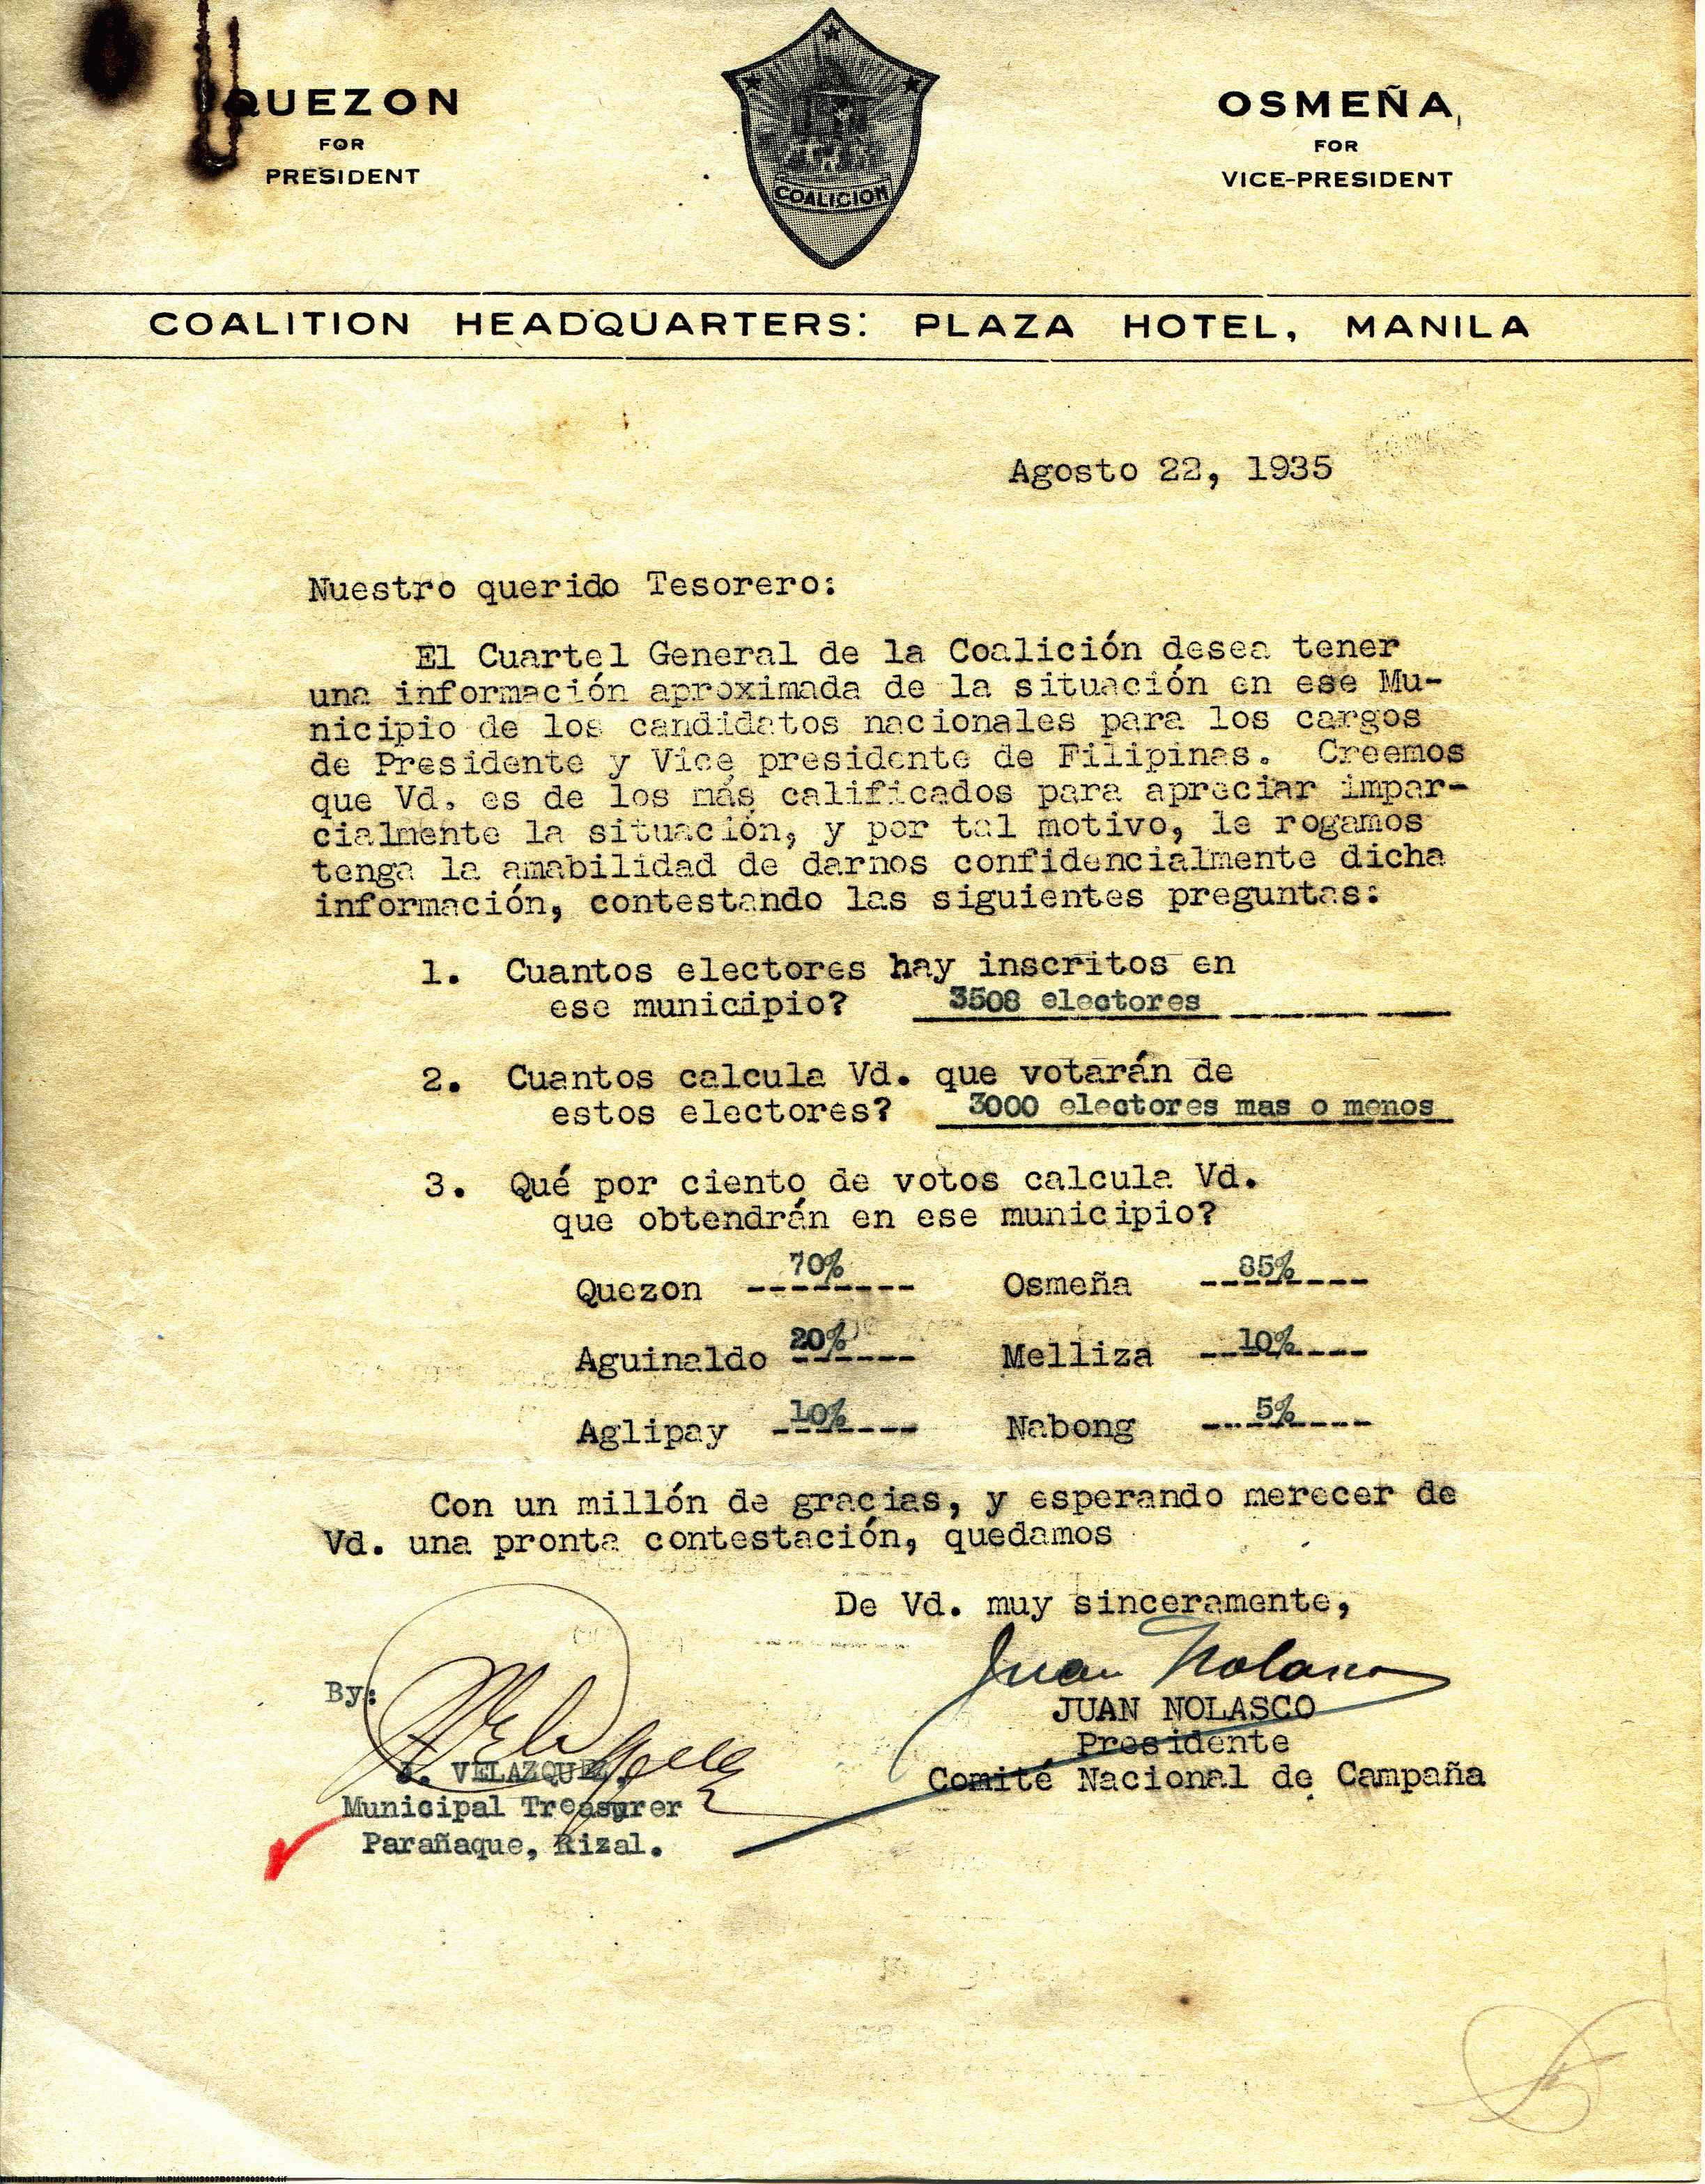 QUEZON
FOR
PRESIDENT
COALICION
OSMEÑA,
FOR
VICE-PRESIDENT
COALITION HEADQUARTERS: PLAZA HOTEL, MANILA
Agosto 22, 1935
Nuestro querido Tesorero:
El Cuartel General de la Coalición desea tener
una información aproximada de la situación en ese Mu-
nicipio de los candidatos nacionales para los cargos
de Presidente y Vice presidente de Filipinas. Creemos
que Vd. es de los más calificados para apreciar impar-
cialmente la situación, y por tal motivo, le rogamos
tenga la amabilidad de darnos confidencialmente dicha
información, contestando las siguientes preguntas:
1. Cuantos electores hay inscritos en
ese municipio? 3508 electores
2. Cuantos calcula Vd. que votarán de
estos electores? 3000 electores mas o menos
3. Qué por ciento de votos calcula Vd.
que obtendrán en ese municipio?
Quezon 70% Osmeña 85%
Aguinaldo 20% Melliza 10%
Aglipay 10% Nabong 5%
Con un millón de gracias, y esperando merecer de
Vd. una pronta contestación, quedamos
De Vd. muy sinceramente,
Juan Nolasco
JUAN NOLASCO
Presidente
Comité Nacional de Campaña
By:
VELAZQUEZ,
Municipal Treasurer
Parañaque, Rizal.
National Library of the Philippines